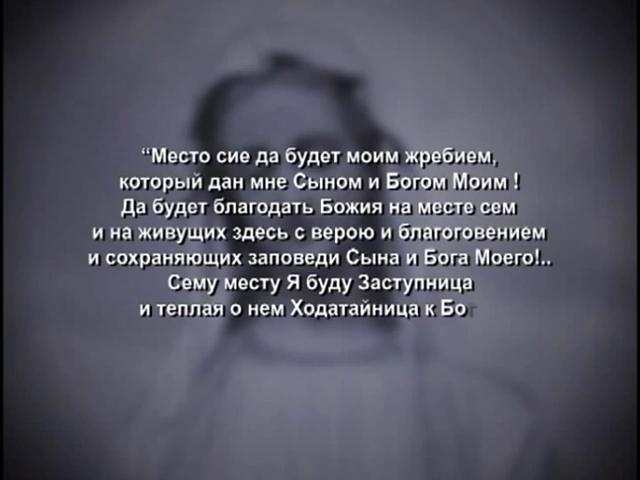 “Место сие да будет моим жребием,
который дан мне Сыном и Богом Моим !
Да будет благодать Божия на месте сем
и на живущих здесь с верою и благоговением
и сохраняющих заповеди Сына и Бога Моего!..
Сему месту Я буду Заступница
и теплая о нем Ходатайница к Бог